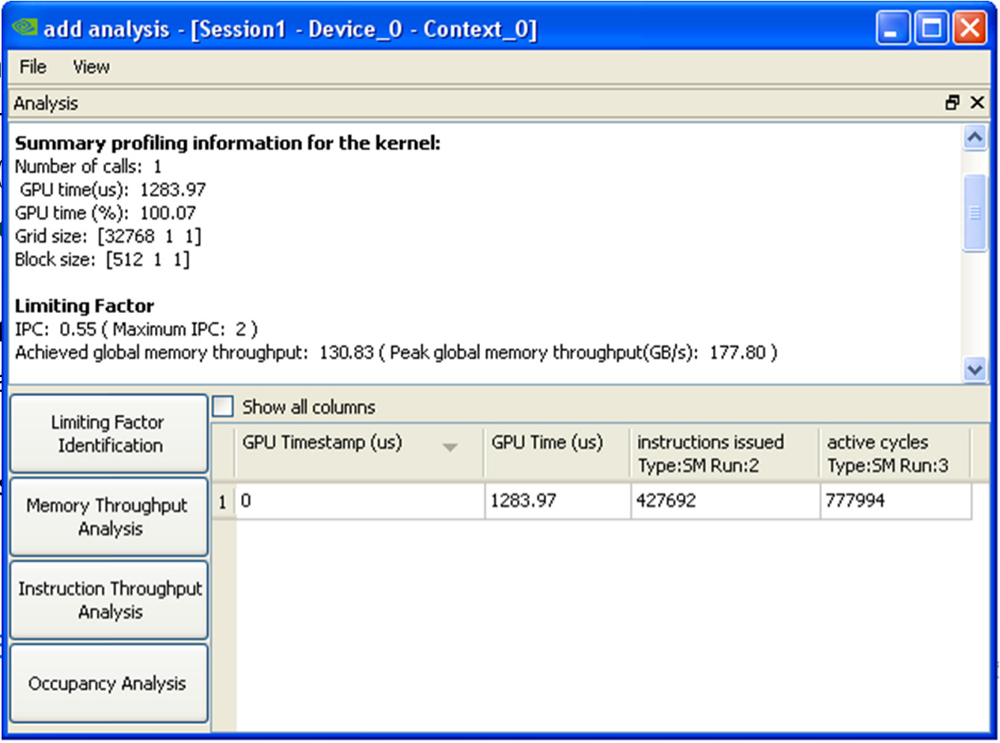 add analysis - [Session1 - Device_0 - Context_0]
File View
Analysis
Summary profiling information for the kernel:
Number of calls: 1
GPU time(us): 1283.97
GPU time (%): 100.07
Grid size: [32768 1 1]
Block size: [512 1 1]
Limiting Factor
IPC: 0.55 ( Maximum IPC: 2 )
Achieved global memory throughput: 130.83 ( Peak global memory throughput(GB/s): 177.80 )
Limiting Factor
Identification
Memory Throughput
Analysis
Instruction Throughput
Analysis
Occupancy Analysis
Show all columns
GPU Timestamp (us) GPU Time (us) instructions issued active cycles
Type:SM Run:2 Type:SM Run:3
1 0 1283.97 427692 777994